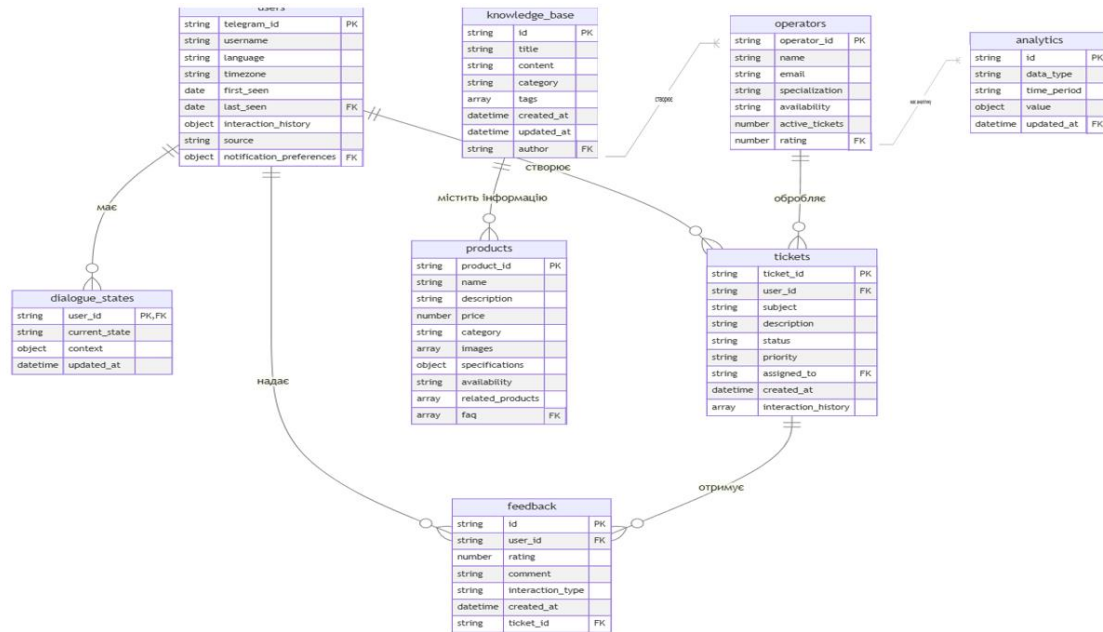 users
string telegram_id PK
string username
string language
string timezone
date first_seen
date last_seen FK
object interaction_history
string source
object notification_preferences FK
knowledge_base
string id PK
string title
string content
string category
array tags
datetime created_at
datetime updated_at
string author FK
operators
string operator_id PK
string name
string email
string specialization
string availability
number active_tickets
number rating FK
analytics
string id PK
string data_type
string time_period
object value
datetime updated_at FK
створює
створює
має
містить інформацію
обробляє
products
string product_id PK
string name
string description
number price
string category
array images
object specifications
string availability
array related_products
array faq FK
tickets
string ticket_id PK
string user_id FK
string subject
string description
string status
string priority
string assigned_to FK
datetime created_at
array interaction_history
dialogue_states
string user_id PK,FK
string current_state
object context
datetime updated_at
надає
отримує
feedback
string id PK
string user_id FK
number rating
string comment
string interaction_type
datetime created_at
string ticket_id FK